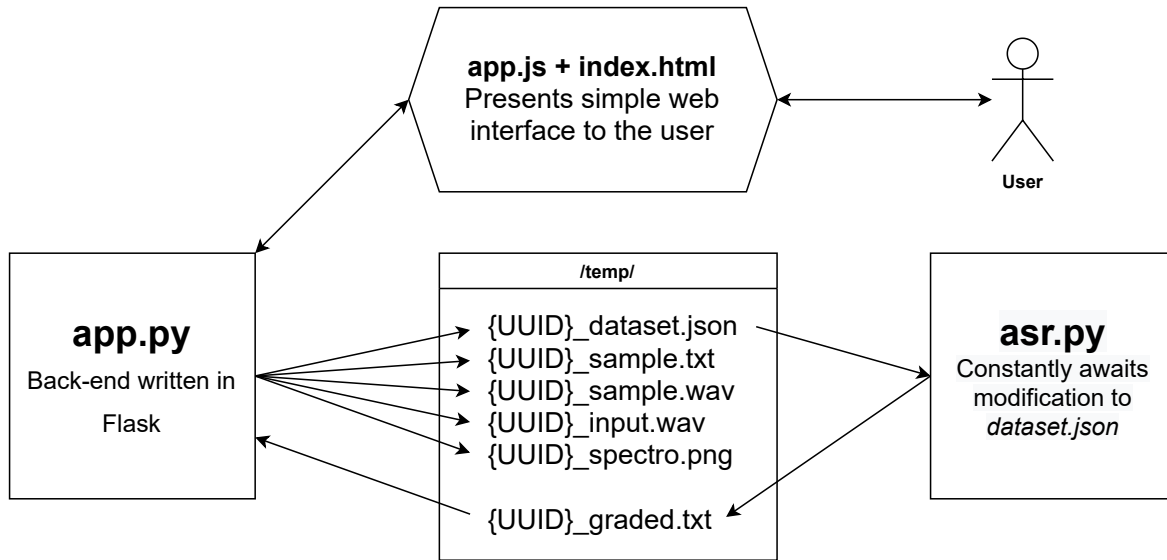 app.js + index.html
Presents simple web
interface to the user
User
app.py
Back-end written in
Flask
/temp/
{UUID}_dataset.json
{UUID}_sample.txt
{UUID}_sample.wav
{UUID}_input.wav
{UUID}_spectro.png
{UUID}_graded.txt
asr.py
Constantly awaits
modification to
dataset.json